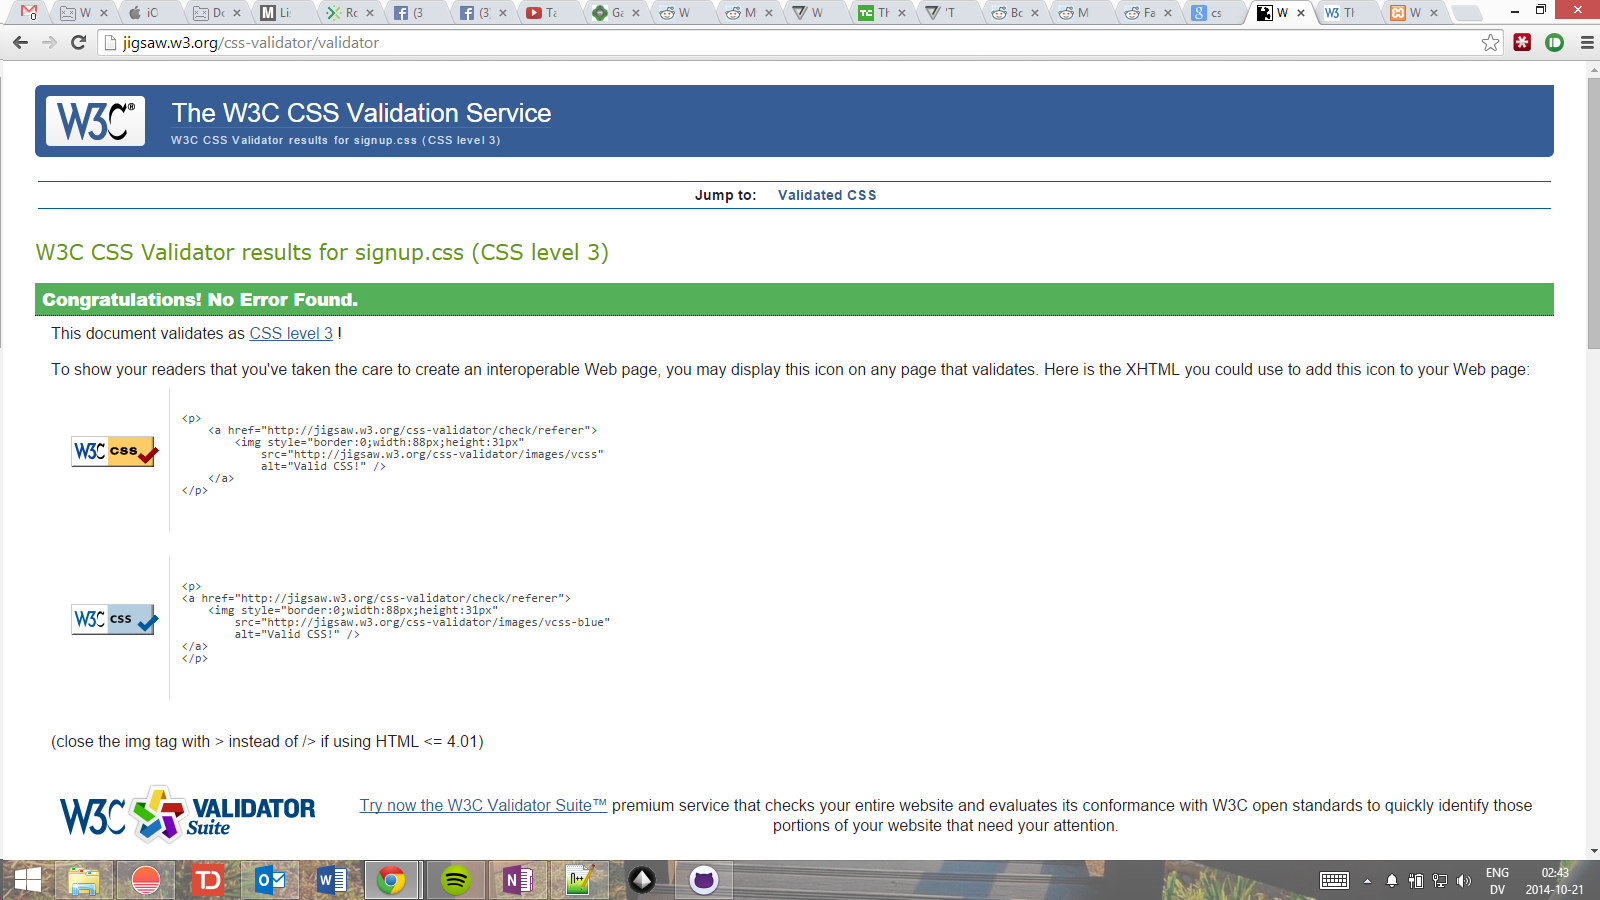 0
W
iO
Do
Li
Ro
(3
(3)
Ta
Ga
W
M
W
Th
'T
Bc
M
Fa
cs
W
Th
W
jigsaw.w3.org/css-validator/validator
W3C®
The W3C CSS Validation Service
W3C CSS Validator results for signup.css (CSS level 3)
Jump to: Validated CSS
W3C CSS Validator results for signup.css (CSS level 3)
Congratulations! No Error Found.
This document validates as CSS level 3 !
To show your readers that you've taken the care to create an interoperable Web page, you may display this icon on any page that validates. Here is the XHTML you could use to add this icon to your Web page:
W3C css
<p>
<a href="http://jigsaw.w3.org/css-validator/check/referer">
<img style="border:0;width:88px;height:31px"
src="http://jigsaw.w3.org/css-validator/images/vcss"
alt="Valid CSS!" />
</a>
</p>
W3C css
<p>
<a href="http://jigsaw.w3.org/css-validator/check/referer">
<img style="border:0;width:88px;height:31px"
src="http://jigsaw.w3.org/css-validator/images/vcss-blue"
alt="Valid CSS!" />
</a>
</p>
(close the img tag with > instead of /> if using HTML <= 4.01)
W3C VALIDATOR
Suite
Try now the W3C Validator Suite™ premium service that checks your entire website and evaluates its conformance with W3C open standards to quickly identify those
portions of your website that need your attention.
ENG
DV
02:43
2014-10-21